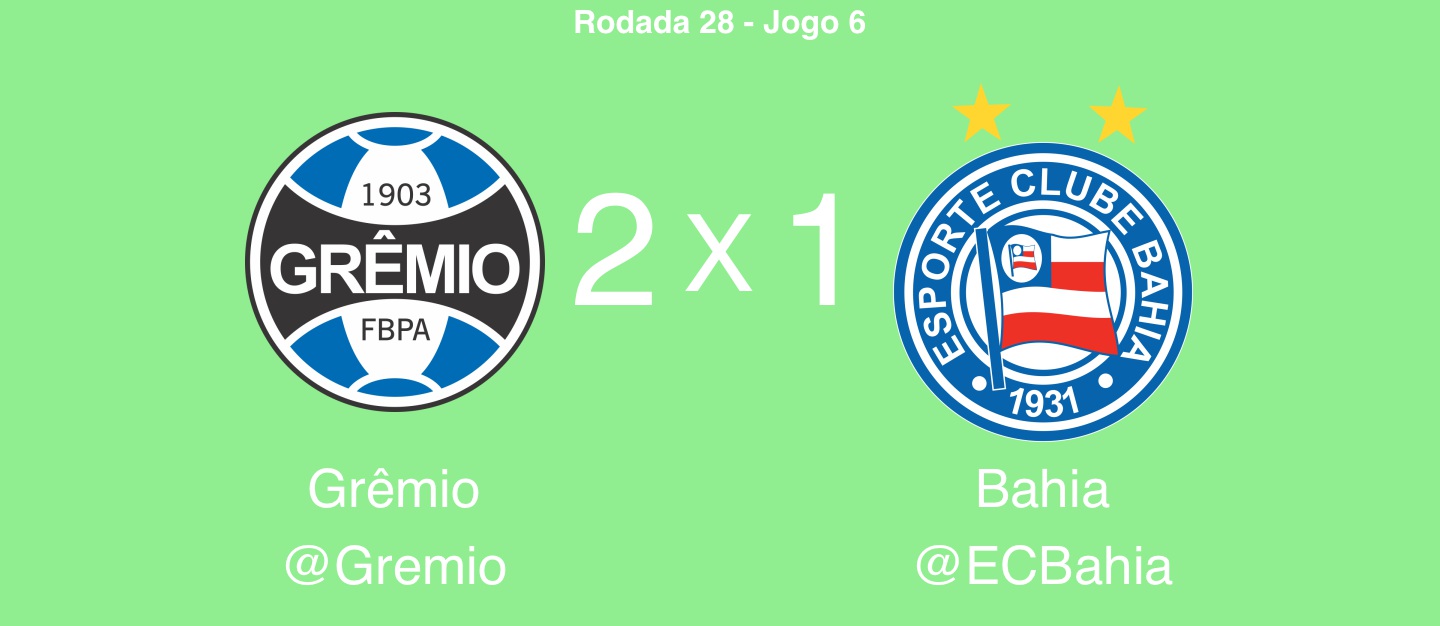 Rodada 28 - Jogo 6
1903
GRÊMIO
FBPA
2 x 1
ESPORTE CLUBE BAHIA
1931
Grêmio
Bahia
@Gremio
@ECBahia